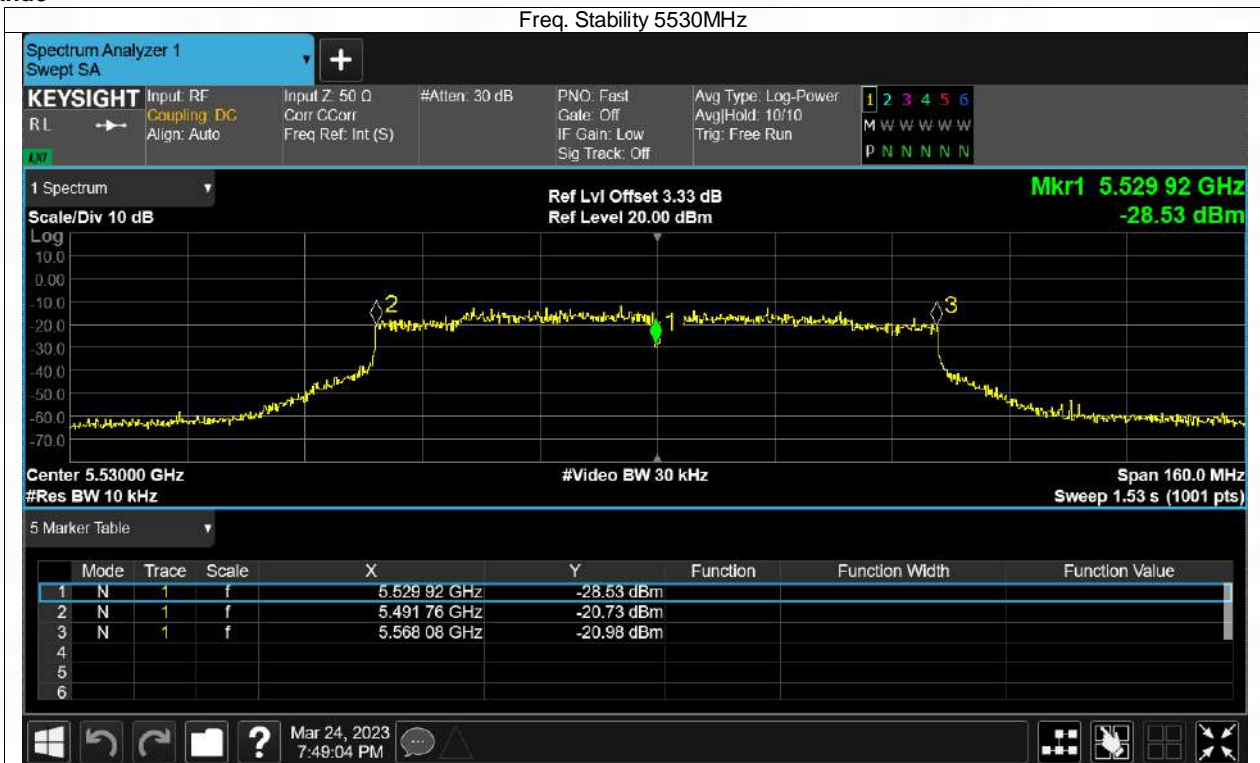 Freq. Stability 5530MHz
Spectrum Analyzer 1
Swept SA
+
KEYSIGHT Input: RF Input Z: 50 Ω #Atten: 30 dB PNO: Fast Avg Type: Log-Power 1 2 3 4 5 6
RL Coupling: DC Corr CCorr Gate: Off Avg|Hold: 10/10 M W W W W W
Align: Auto Freq Ref: Int (S) IF Gain: Low Trig: Free Run
LXI Sig Track: Off P N N N N N
1 Spectrum Ref Lvl Offset 3.33 dB Mkr1 5.529 92 GHz
Scale/Div 10 dB Ref Level 20.00 dBm -28.53 dBm
Log
10.0
0.00
-10.0 2 3
-20.0 1
-30.0
-40.0
-50.0
-60.0
-70.0
Center 5.53000 GHz #Video BW 30 kHz Span 160.0 MHz
#Res BW 10 kHz Sweep 1.53 s (1001 pts)
5 Marker Table
Mode Trace Scale X Y Function Function Width Function Value
1 N 1 f 5.529 92 GHz -28.53 dBm
2 N 1 f 5.491 76 GHz -20.73 dBm
3 N 1 f 5.568 08 GHz -20.98 dBm
4
5
6
? Mar 24, 2023
7:49:04 PM